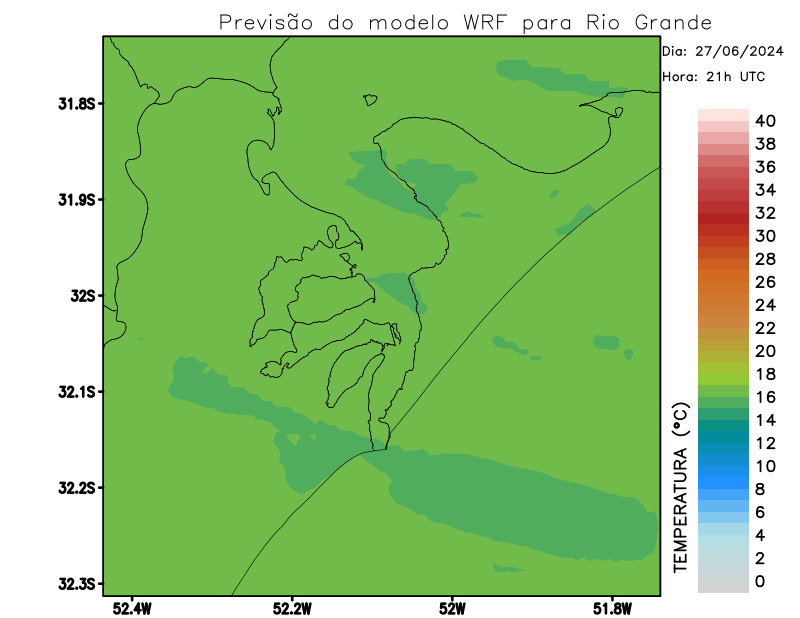 Previsão do modelo WRF para Rio Grande
Dia: 27/06/2024
Hora: 21h UTC
31.8S
31.9S
32S
32.1S
32.2S
32.3S
52.4W
52.2W
52W
51.8W
TEMPERATURA (°C)
40
38
36
34
32
30
28
26
24
22
20
18
16
14
12
10
8
6
4
2
0